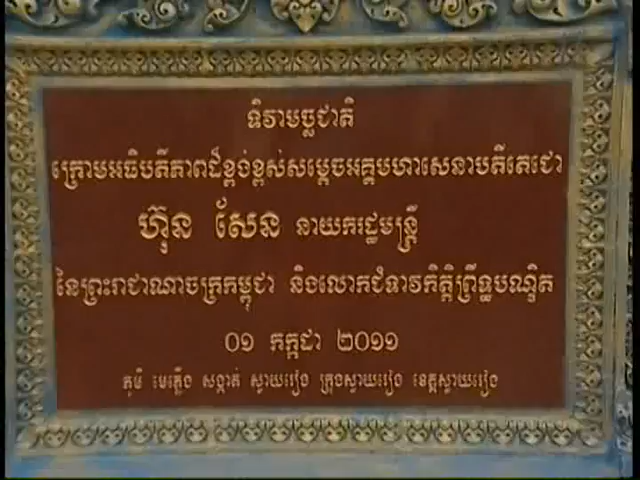 ទិវាមច្ឆជាតិ
ក្រោមអធិបតីភាពដ៏ខ្ពង់ខ្ពស់សម្តេចអគ្គមហាសេនាបតីតេជោ
ហ៊ុន សែន នាយករដ្ឋមន្ត្រី
នៃព្រះរាជាណាចក្រកម្ពុជា និងលោកជំទាវកិត្តិព្រឹទ្ធបណ្ឌិត
០១ កក្កដា ២០១១
ភូមិ មេភ្លើង សង្កាត់ ស្វាយរៀង ក្រុងស្វាយរៀង ខេត្តស្វាយរៀង